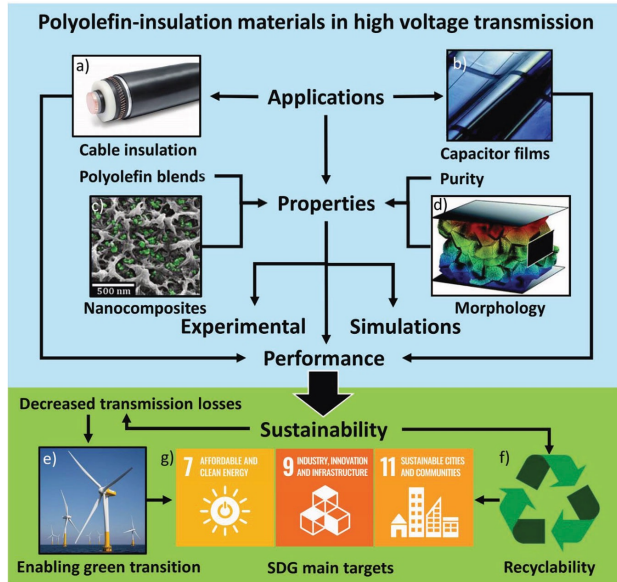 Polyolefin-insulation materials in high voltage transmission
a)
b)
Applications
Cable insulation
Capacitor films
Polyolefin blends
Purity
c)
Properties
d)
500 nm
Nanocomposites
Morphology
Experimental
Simulations
Performance
Decreased transmission losses
Sustainability
e)
g)
7 AFFORDABLE AND
CLEAN ENERGY
9 INDUSTRY, INNOVATION
AND INFRASTRUCTURE
11 SUSTAINABLE CITIES
AND COMMUNITIES
f)
Enabling green transition
SDG main targets
Recyclability